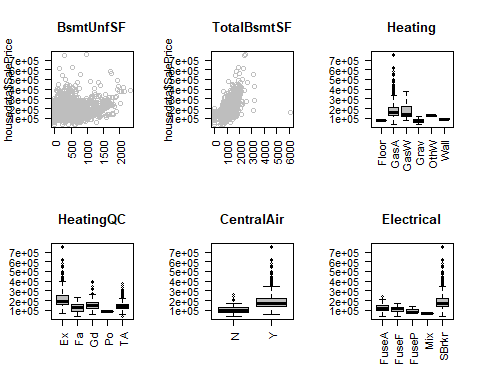 BsmtUnfSF
TotalBsmtSF
Heating
housedata$SalePrice
7e+05
6e+05
5e+05
4e+05
3e+05
2e+05
1e+05
0
500
1000
1500
2000
housedata$SalePrice
7e+05
6e+05
5e+05
4e+05
3e+05
2e+05
1e+05
0
1000
2000
3000
4000
5000
6000
7e+05
6e+05
5e+05
4e+05
3e+05
2e+05
1e+05
Floor
GasA
GasW
Grav
OthW
Wall
HeatingQC
CentralAir
Electrical
7e+05
6e+05
5e+05
4e+05
3e+05
2e+05
1e+05
Ex
Fa
Gd
Po
TA
7e+05
6e+05
5e+05
4e+05
3e+05
2e+05
1e+05
N
Y
7e+05
6e+05
5e+05
4e+05
3e+05
2e+05
1e+05
FuseA
FuseF
FuseP
Mix
SBrkr